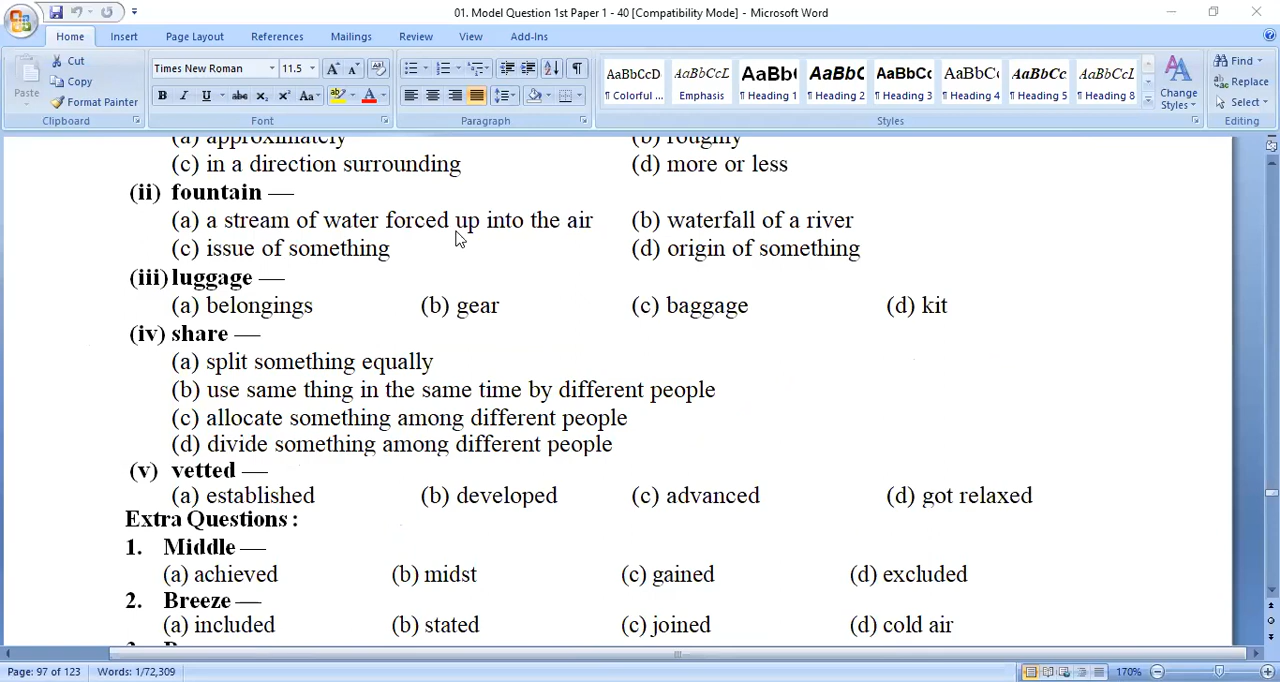 01. Model Question 1st Paper 1 - 40 [Compatibility Mode] - Microsoft Word
Home Insert Page Layout References Mailings Review View Add-Ins
Paste Cut Copy Format Painter
Times New Roman 11.5
B I U abc X₂ X² Aa A
AaBbCcD AaBbCcL AaBb( AaBbC AaBbCc AaBbC( AaBbCc AaBbCcL
¶ Colorful ... Emphasis ¶ Heading 1 ¶ Heading 2 ¶ Heading 3 ¶ Heading 4 ¶ Heading 5 ¶ Heading 8
Change Styles
Find Replace Select
Clipboard Font Paragraph Styles Editing
(a) approximately (b) roughly
(c) in a direction surrounding (d) more or less
(ii) fountain —
(a) a stream of water forced up into the air (b) waterfall of a river
(c) issue of something (d) origin of something
(iii) luggage —
(a) belongings (b) gear (c) baggage (d) kit
(iv) share —
(a) split something equally
(b) use same thing in the same time by different people
(c) allocate something among different people
(d) divide something among different people
(v) vetted —
(a) established (b) developed (c) advanced (d) got relaxed
Extra Questions :
1. Middle —
(a) achieved (b) midst (c) gained (d) excluded
2. Breeze —
(a) included (b) stated (c) joined (d) cold air
Page: 97 of 123 Words: 1/72,309 170%